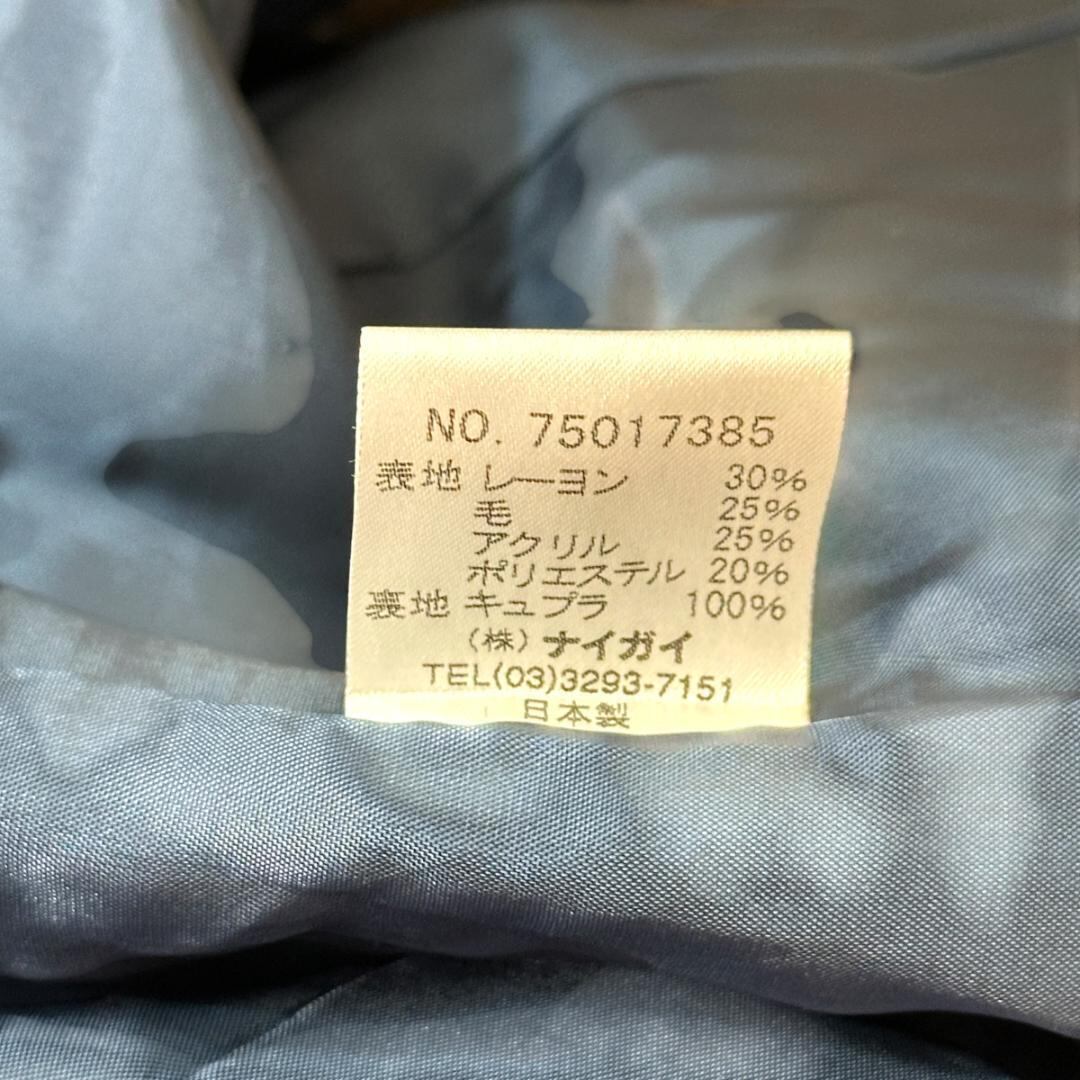 NO. 75017385
表地 レーヨン 30%
毛 25%
アクリル 25%
ポリエステル 20%
裏地 キュプラ 100%
(株) ナイガイ
TEL(03)3293-7151
日本製